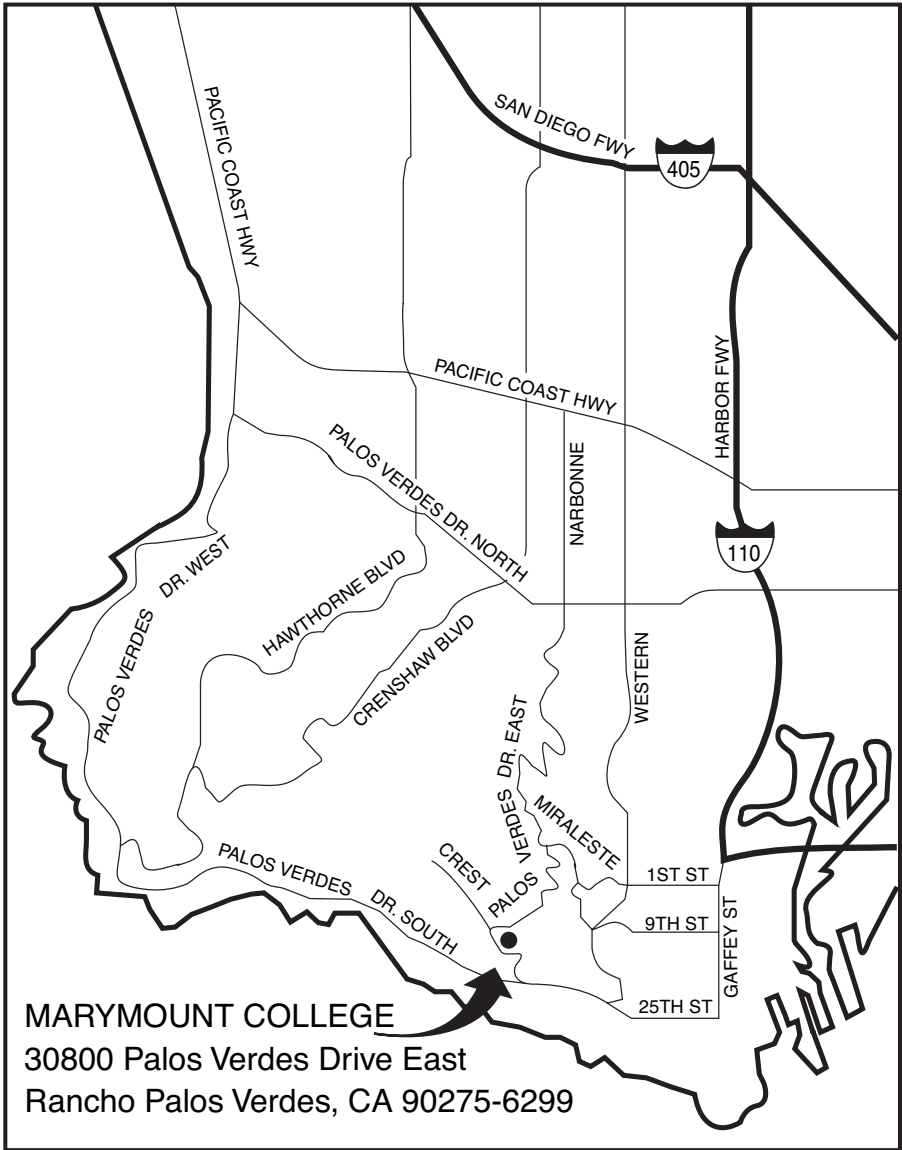 PACIFIC COAST HWY
SAN DIEGO FWY
405
HARBOR FWY
PACIFIC COAST HWY
PALOS VERDES DR. NORTH
NARBONNE
110
PALOS VERDES DR. WEST
HAWTHORNE BLVD
CRENSHAW BLVD
WESTERN
PALOS VERDES DR. EAST
MIRALESTE
CREST
PALOS VERDES DR. SOUTH
1ST ST
9TH ST
GAFFEY ST
25TH ST
MARYMOUNT COLLEGE
30800 Palos Verdes Drive East
Rancho Palos Verdes, CA 90275-6299